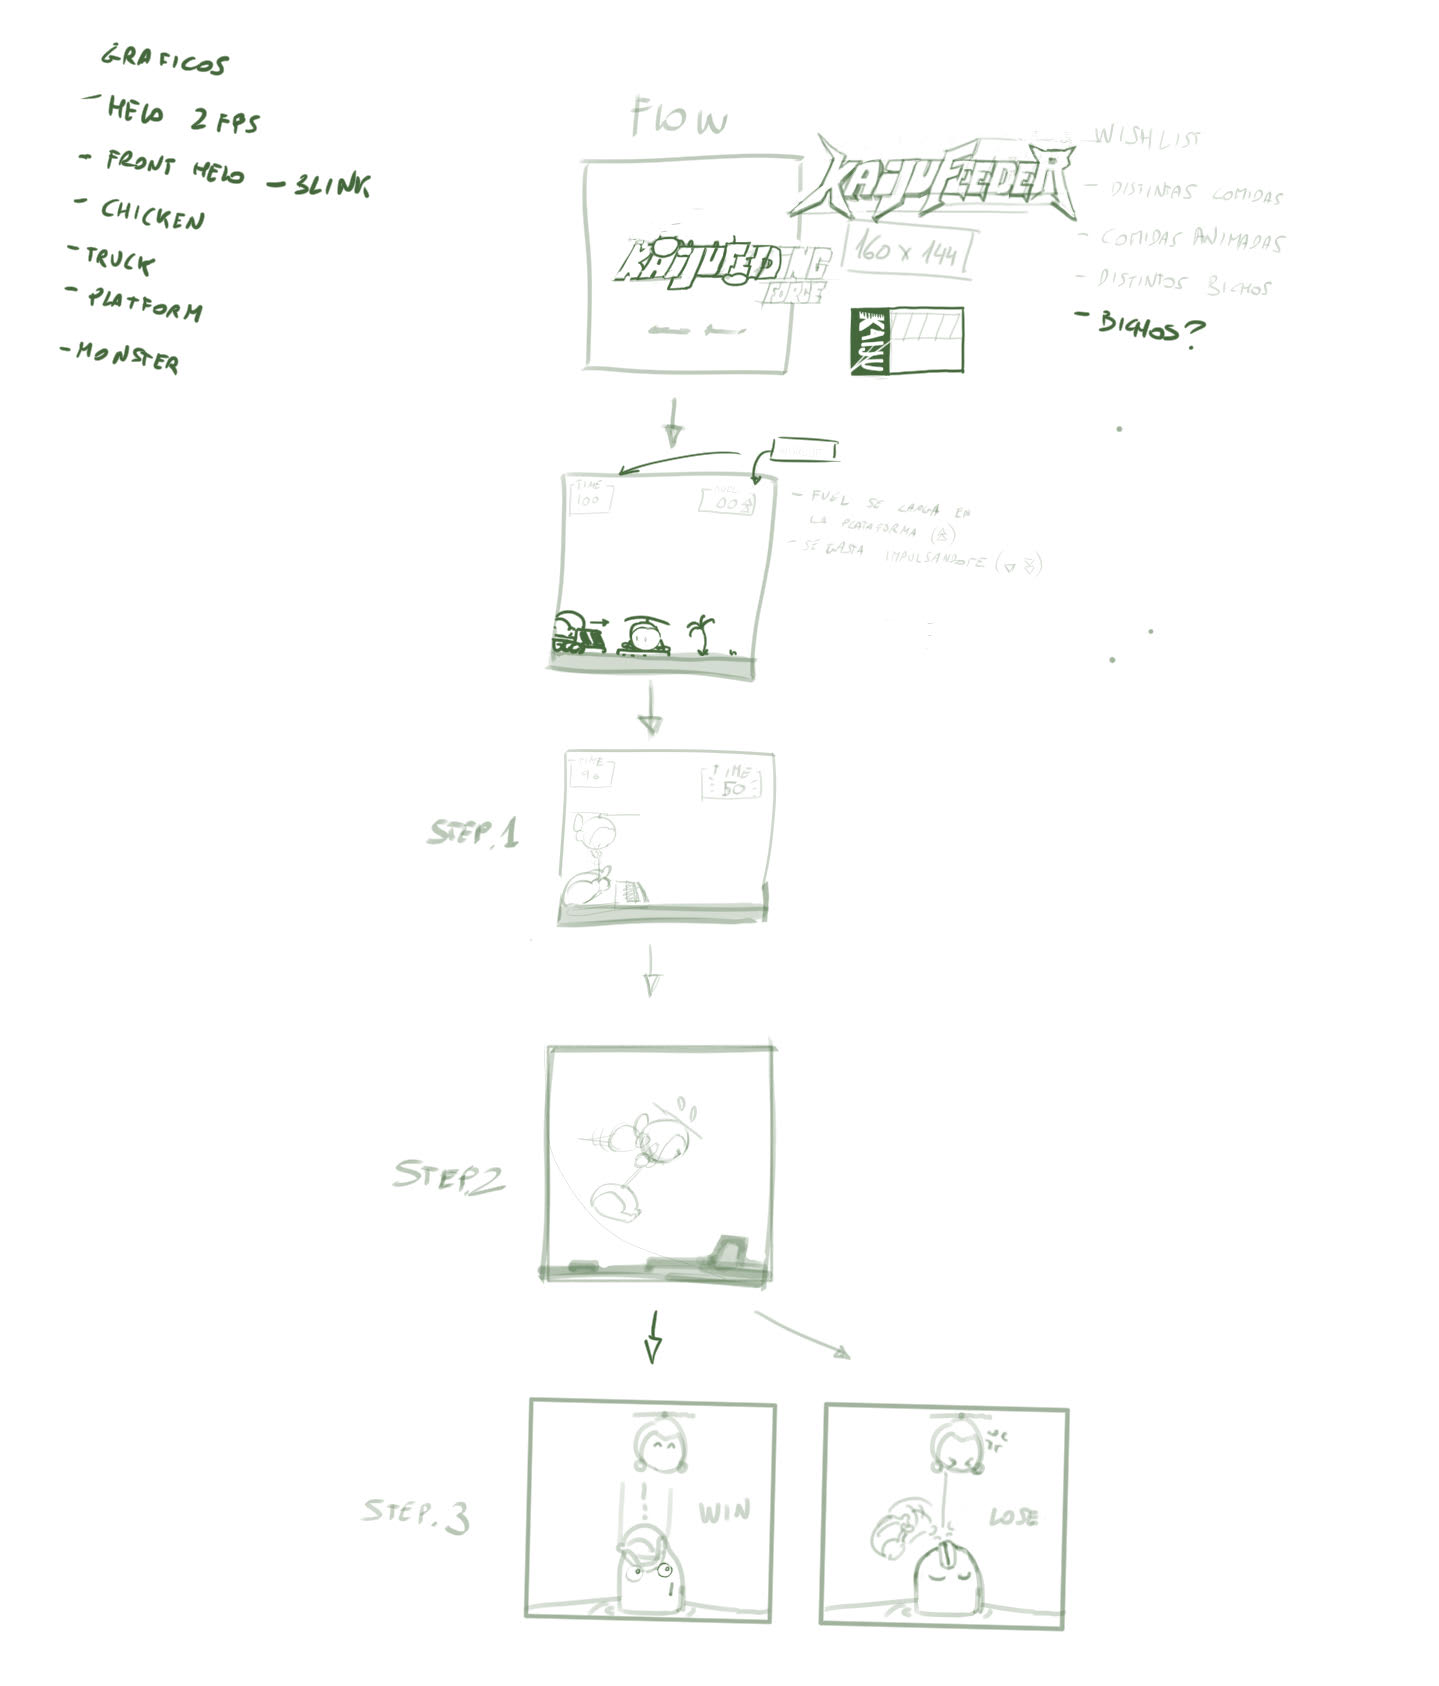 GRAFICOS
- HELO 2 FPS
- FRONT HELO - BLINK
- CHICKEN
- TRUCK
- PLATFORM
- MONSTER
FLOW
KAIJUFEEDER
KAIJUFEEDING
FORCE
160 x 144
KAIJU
WISHLIST
- DISTINTAS COMIDAS
- COMIDAS ANIMADAS
- DISTINTOS BICHOS
- BICHOS?
TIME
100
FUEL
00
- FUEL SE CARGA EN
LA PLATAFORMA
- SE GASTA IMPULSANDOTE
STEP.1
TIME
90
TIME
50
STEP.2
STEP.3
WIN
LOSE